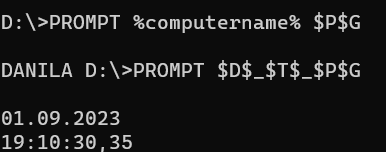 D:\>PROMPT %computername% $P$G
DANILA D:\>PROMPT $D$_$T$_$P$G
01.09.2023
19:10:30,35